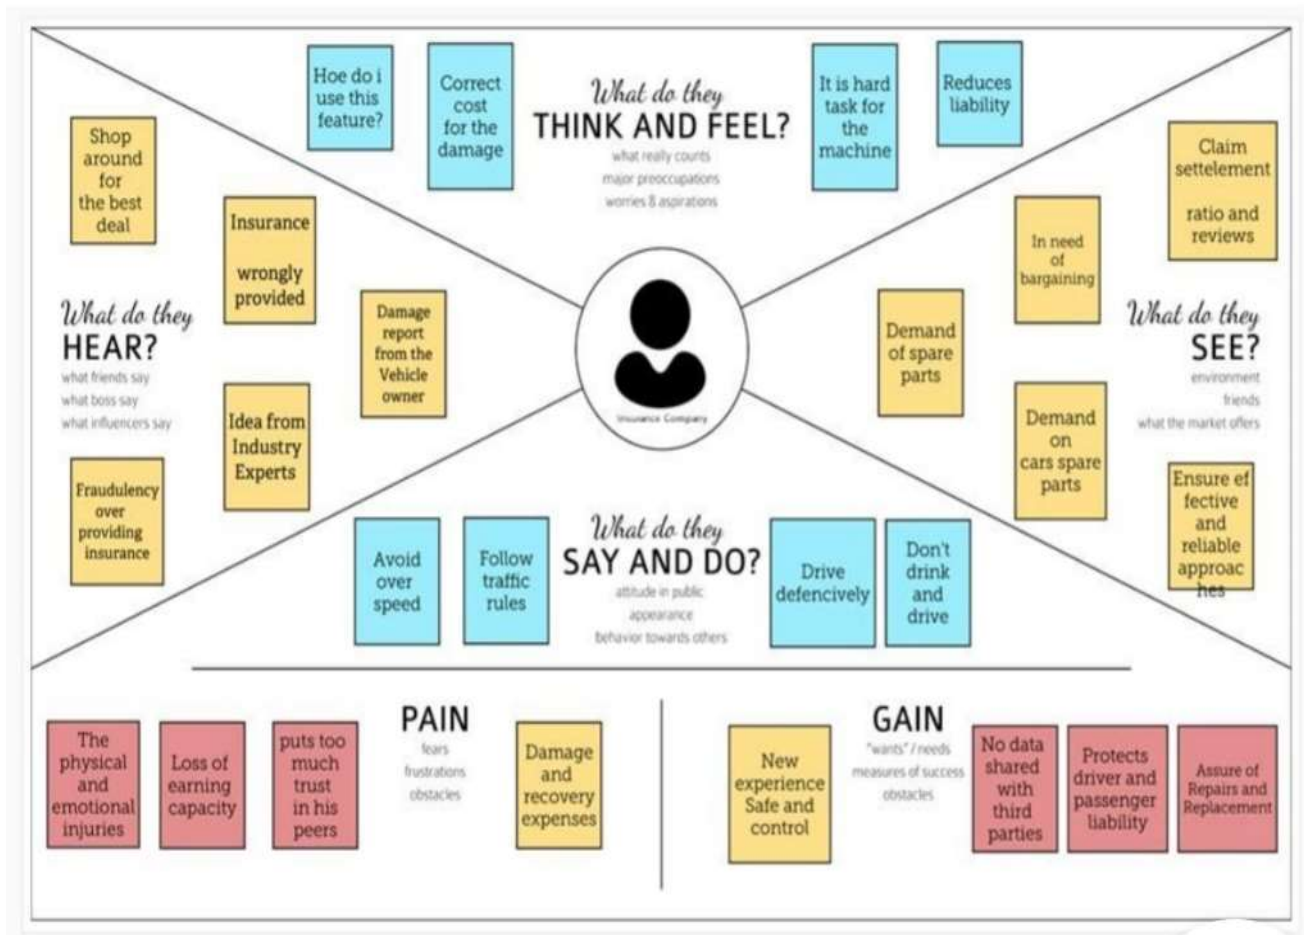 Hoe do i
use this
feature?
Correct
cost
for the
damage
What do they
THINK AND FEEL?
what really counts
major preoccupations
worries & aspirations
It is hard
task for
the
machine
Reduces
liability
Shop
around
for
the best
deal
Insurance
wrongly
provided
Damage
report
from the
Vehicle
owner
What do they
HEAR?
what friends say
what boss say
what influencers say
Idea from
Industry
Experts
Fraudulency
over
providing
insurance
Insurance Company
Claim
settelement
ratio and
reviews
In need
of
bargaining
Demand
of spare
parts
What do they
SEE?
environment
friends
what the market offers
Demand
on
cars spare
parts
Ensure ef
fective
and
reliable
approac
hes
Avoid
over
speed
Follow
traffic
rules
What do they
SAY AND DO?
attitude in public
appearance
behavior towards others
Drive
defencively
Don't
drink
and
drive
The
physical
and
emotional
injuries
Loss of
earning
capacity
puts too
much
trust
in his
peers
PAIN
fears
frustrations
obstacles
Damage
and
recovery
expenses
New
experience
Safe and
control
GAIN
"wants" / needs
measures of success
obstacles
No data
shared
with
third
parties
Protects
driver and
passenger
liability
Assure of
Repairs and
Replacement